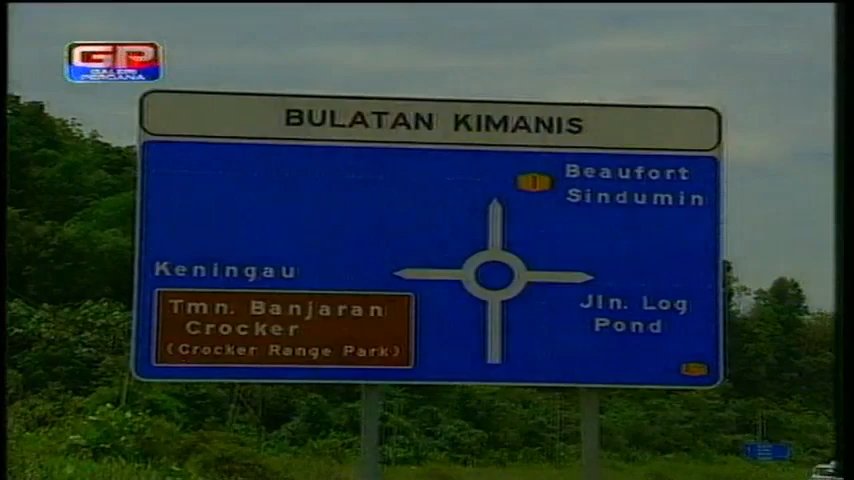 GP
GALERI
PERDANA
BULATAN KIMANIS
1
Beaufort
Sindumin
Keningau
Tmn. Banjaran
Crocker
(Crocker Range Park)
Jln. Log
Pond